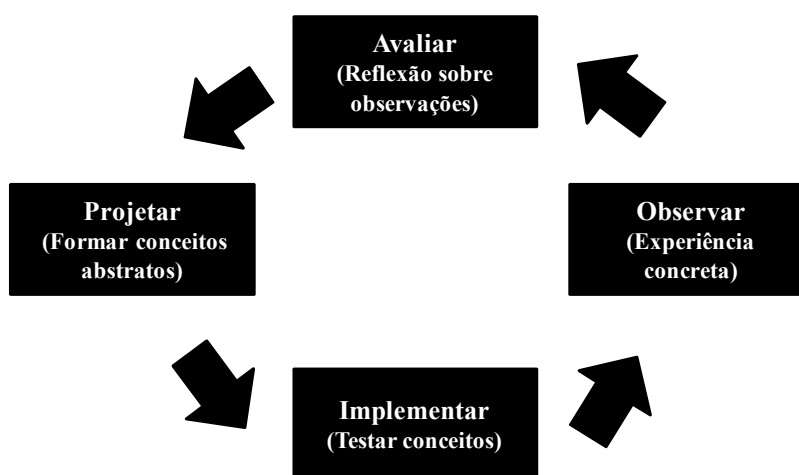 Avaliar
(Reflexão sobre
observações)
Projetar
(Formar conceitos
abstratos)
Observar
(Experiência
concreta)
Implementar
(Testar conceitos)